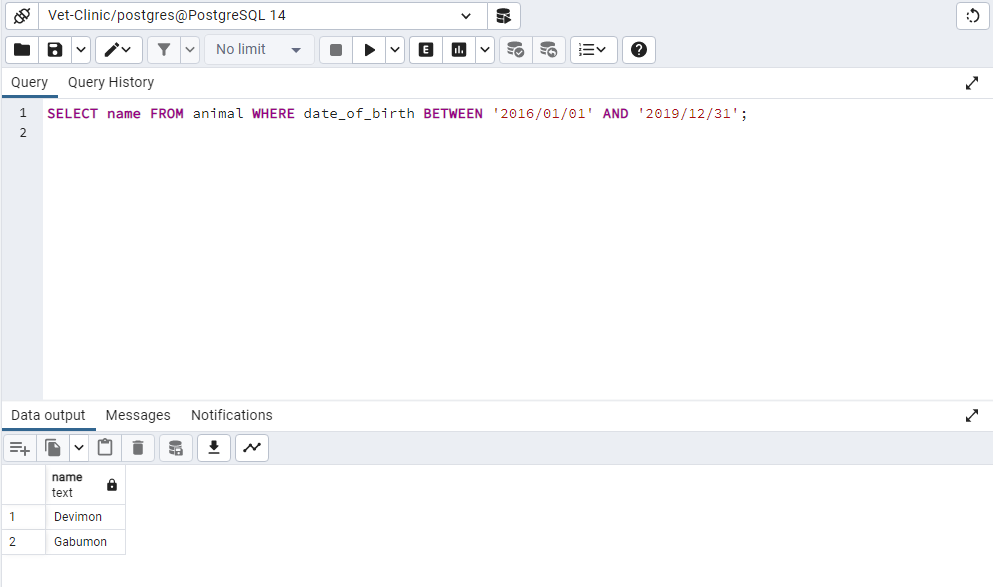 Vet-Clinic/postgres@PostgreSQL 14
No limit
E
Query Query History
1 SELECT name FROM animal WHERE date_of_birth BETWEEN '2016/01/01' AND '2019/12/31';
2
Data output Messages Notifications
name
text
1 Devimon
2 Gabumon